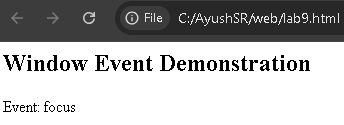 File C:/AyushSR/web/lab9.html
Window Event Demonstration
Event: focus